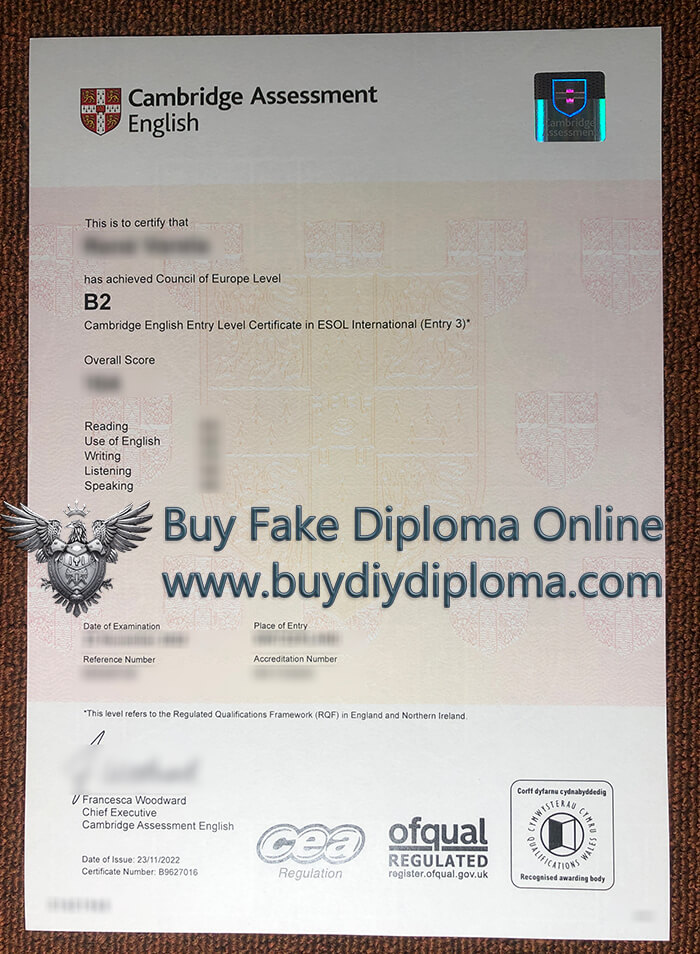 Cambridge Assessment
English
Cambridge
Assessment
This is to certify that
has achieved Council of Europe Level
B2
Cambridge English Entry Level Certificate in ESOL International (Entry 3)*
Overall Score
Reading
Use of English
Writing
Listening
Speaking
Buy Fake Diploma Online
www.buydiydiploma.com
Date of Examination
Place of Entry
Reference Number
Accreditation Number
*This level refers to the Regulated Qualifications Framework (RQF) in England and Northern Ireland.
Francesca Woodward
Chief Executive
Cambridge Assessment English
Date of Issue: 23/11/2022
Certificate Number: B9627016
cea
Regulation
ofqual
REGULATED
register.ofqual.gov.uk
Corff dyfarnu cydnabyddedig
CYMWYSTERAU CYMRU
QUALIFICATIONS WALES
Recognised awarding body